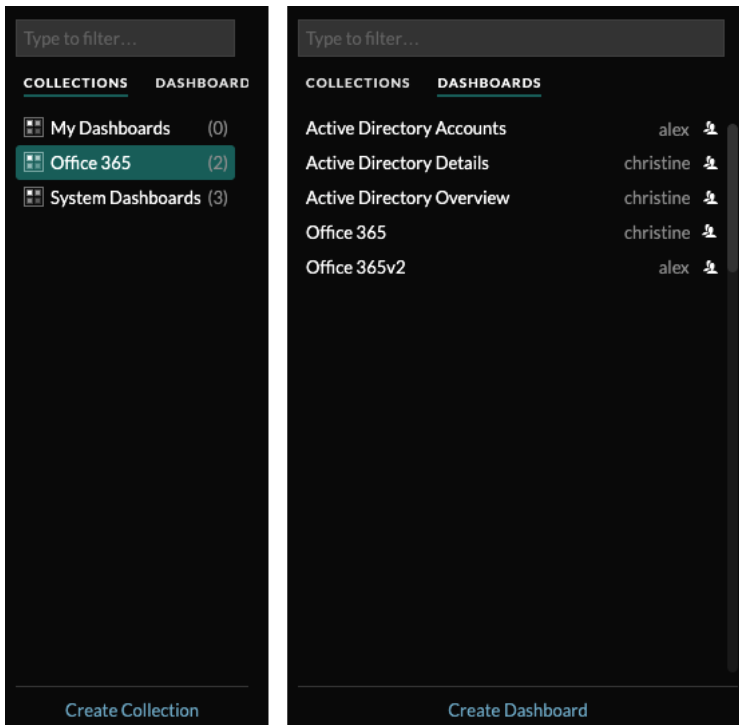 Type to filter...
COLLECTIONS DASHBOARD
My Dashboards (0)
Office 365 (2)
System Dashboards (3)
Create Collection
Type to filter...
COLLECTIONS DASHBOARDS
Active Directory Accounts alex
Active Directory Details christine
Active Directory Overview christine
Office 365 christine
Office 365v2 alex
Create Dashboard